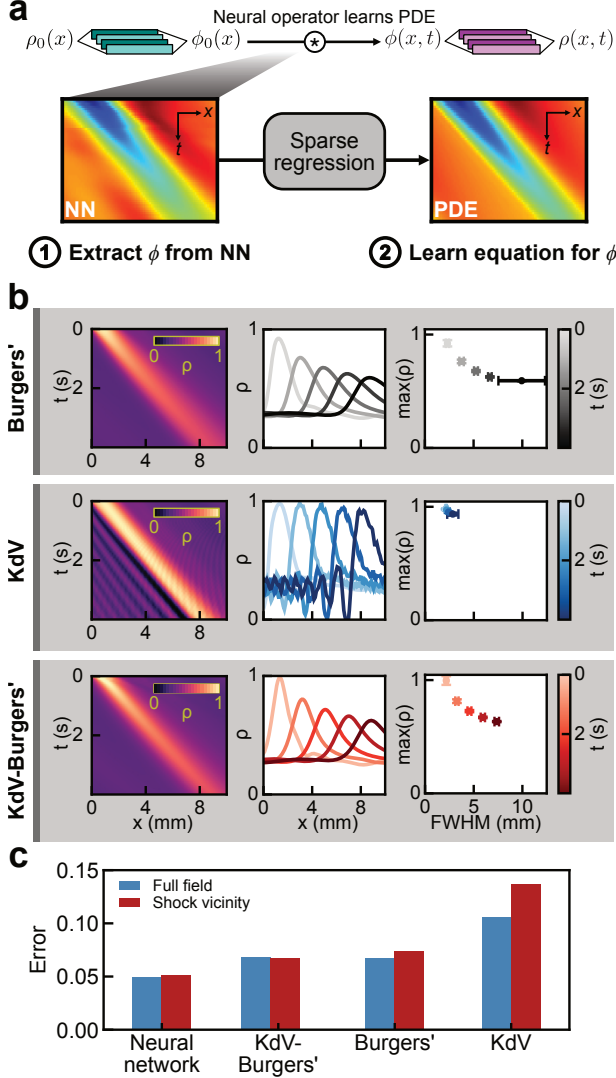 a
Neural operator learns PDE
ρ₀(x) ϕ₀(x) * ϕ(x, t) ρ(x, t)
x
t
NN
Sparse
regression
x
t
PDE
1 Extract ϕ from NN
2 Learn equation for ϕ
b
Burgers'
t (s)
0
2
0 1
ρ
0 4 8
ρ
1
0
max(ρ)
1
0
0
2
t (s)
KdV
t (s)
0
2
0 1
ρ
0 4 8
ρ
1
0
max(ρ)
1
0
0
2
t (s)
KdV-Burgers'
t (s)
0
2
0 1
ρ
0 4 8
x (mm)
ρ
1
0
0 4 8
x (mm)
max(ρ)
1
0
0 5 10
FWHM (mm)
0
2
t (s)
c
Error
0.15
0.10
0.05
0.00
Full field
Shock vicinity
Neural
network
KdV-
Burgers'
Burgers'
KdV